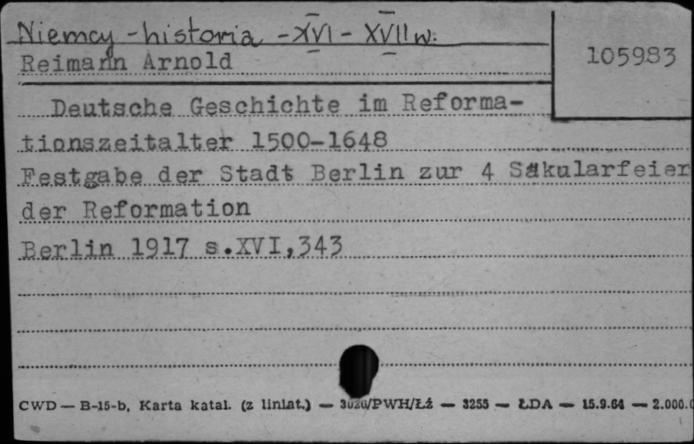 Niemcy - historia - XVI - XVII w.
105983
Reimann Arnold
Deutsche Geschichte im Reforma-
tionszeitalter 1500-1648
Festgabe der Stadt Berlin zur 4 Säkularfeier
der Reformation
Berlin 1917 s.XVI,343
CWD — B-15-b, Karta katal. (z liniat.) — /PWH/Łź — 3255 — ŁDA — 15.9.64 — 2.000.0